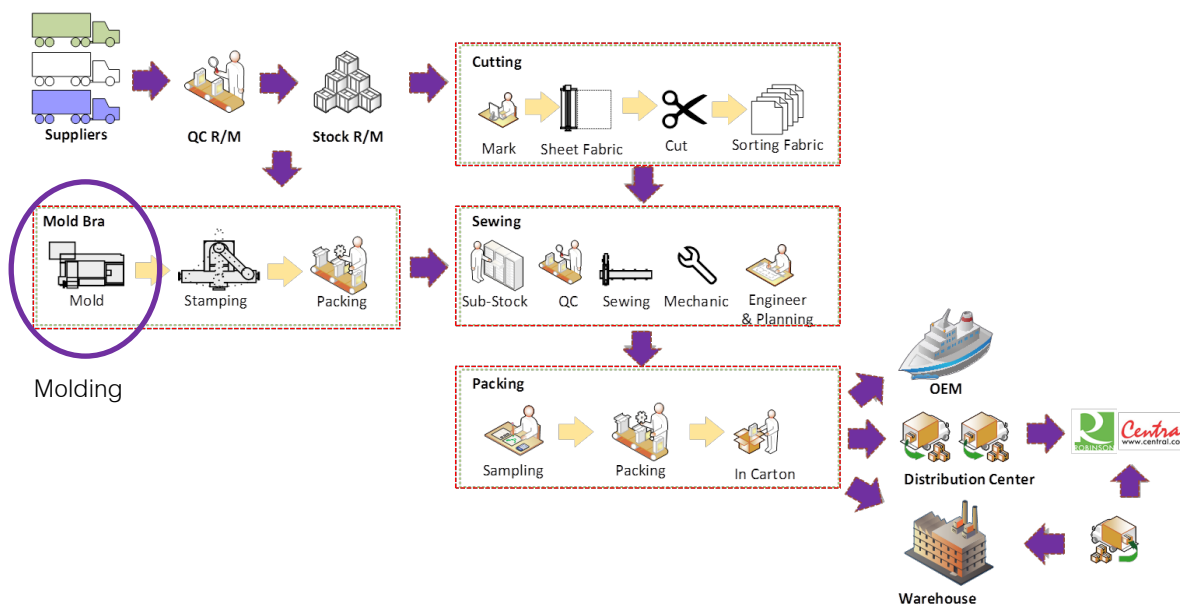 Suppliers
QC R/M
Stock R/M
Cutting
Mark
Sheet Fabric
Cut
Sorting Fabric
Mold Bra
Mold
Stamping
Packing
Molding
Sewing
Sub-Stock
QC
Sewing
Mechanic
Engineer
& Planning
Packing
Sampling
Packing
In Carton
OEM
Distribution Center
R
ROBINSON
Centra
www.central.co
Warehouse